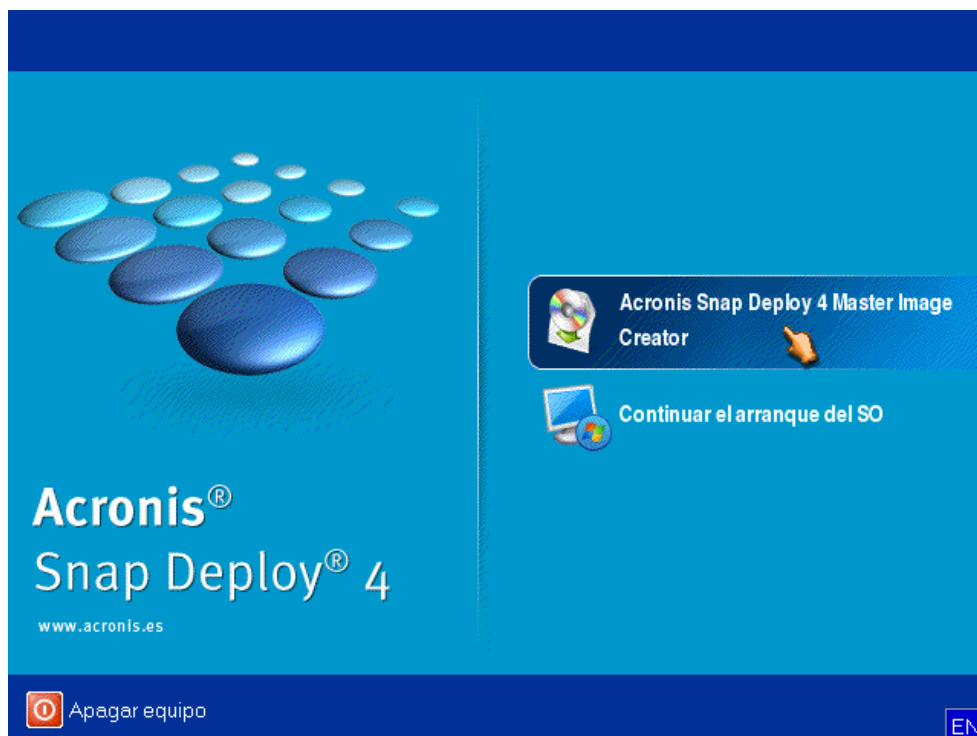 Acronis Snap Deploy 4 Master Image
Creator
Continuar el arranque del SO
Acronis®
Snap Deploy® 4
www.acronis.es
Apagar equipo
EN